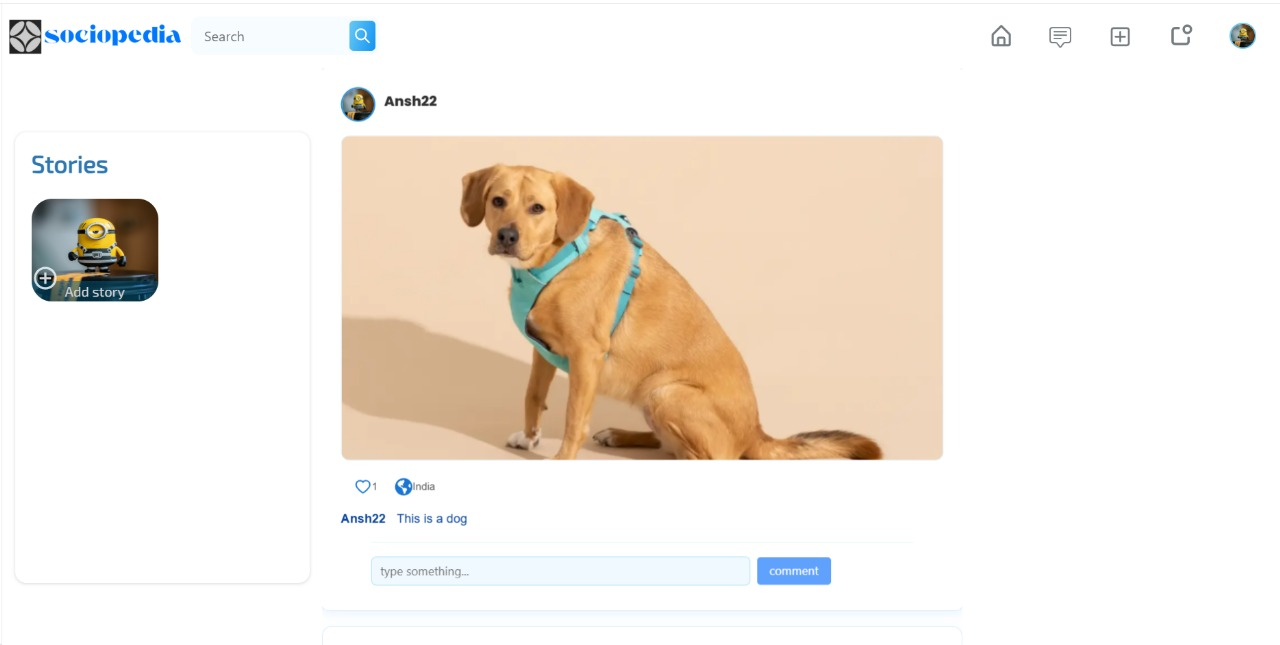 sociopedia
Search
Ansh22
Stories
Add story
1
India
Ansh22 This is a dog
type something...
comment